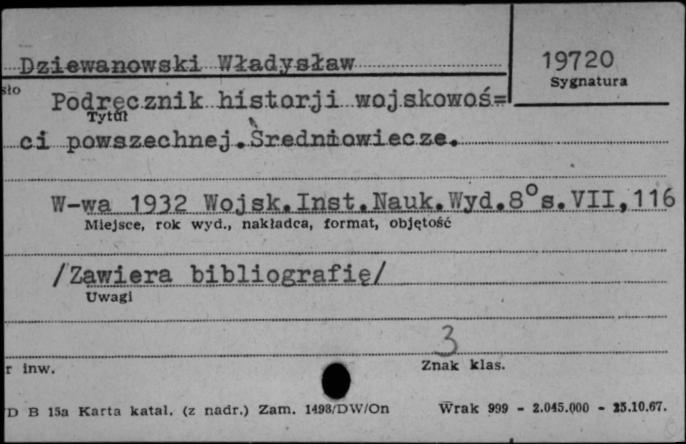 Dziewanowski Władysław
19720
Sygnatura
sło
Podręcznik historji wojskowoś=
Tytuł
ci powszechnej.Średniowiecze.
W-wa 1932 Wojsk.Inst.Nauk.Wyd.8° s.VII,116
Miejsce, rok wyd., nakładca, format, objętość
/Zawiera bibliografię/
Uwagi
3
r inw.
Znak klas.
D B 15a Karta katal. (z nadr.) Zam. 1498/DW/On
Wrak 999 - 2.045.000 - 25.10.67.